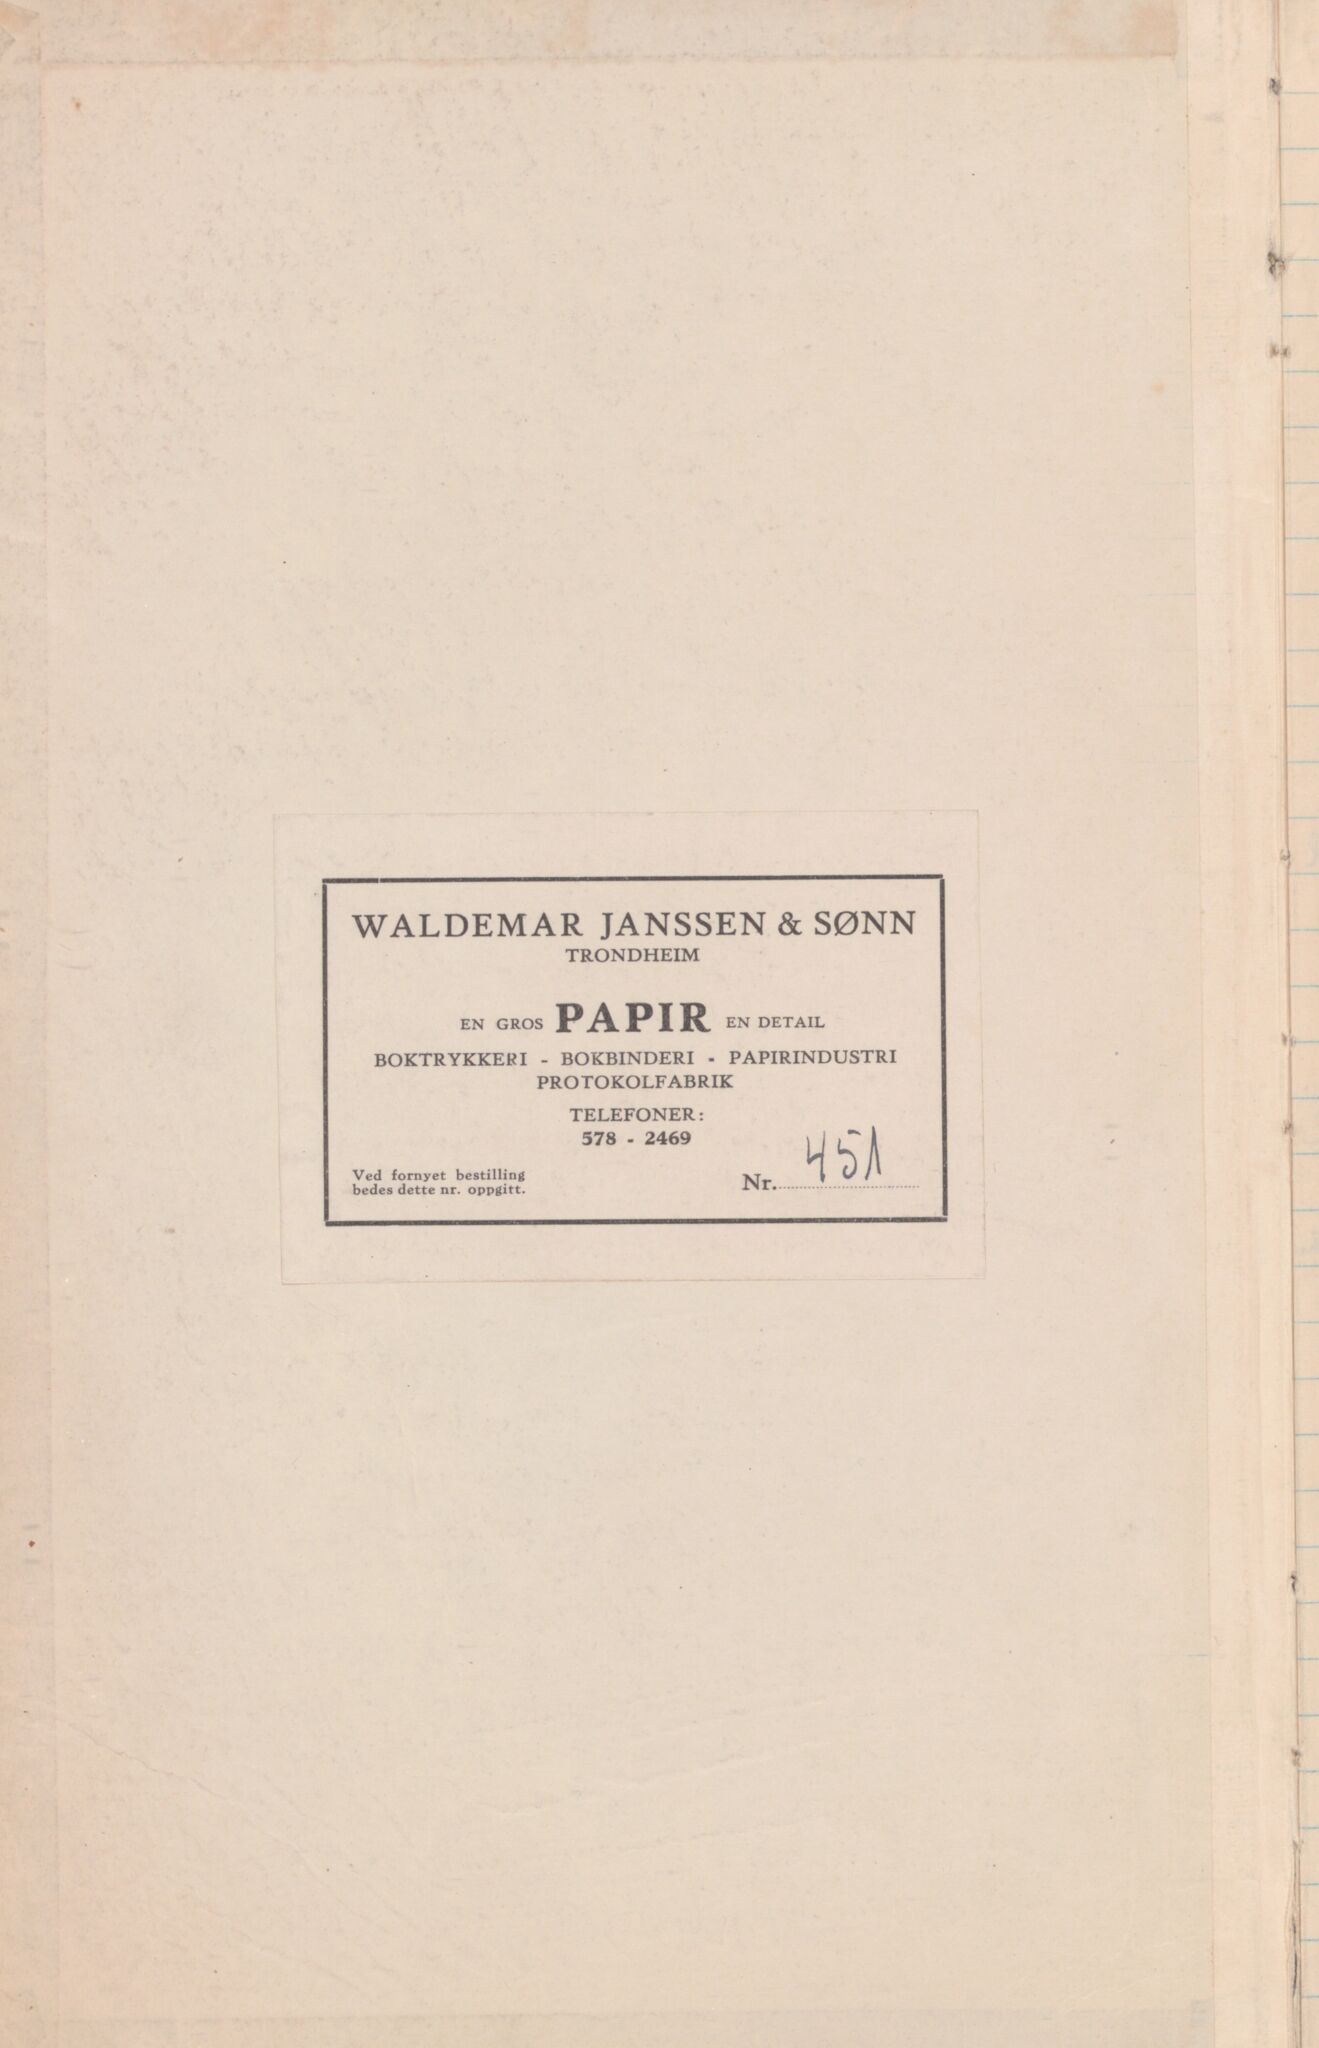 WALDEMAR JANSSEN & SØNN
TRONDHEIM
EN GROS PAPIR EN DETAIL
BOKTRYKKERI - BOKBINDERI - PAPIRINDUSTRI
PROTOKOLFABRIK
TELEFONER:
578 - 2469
Ved fornyet bestilling
bedes dette nr. oppgitt.
Nr. 451